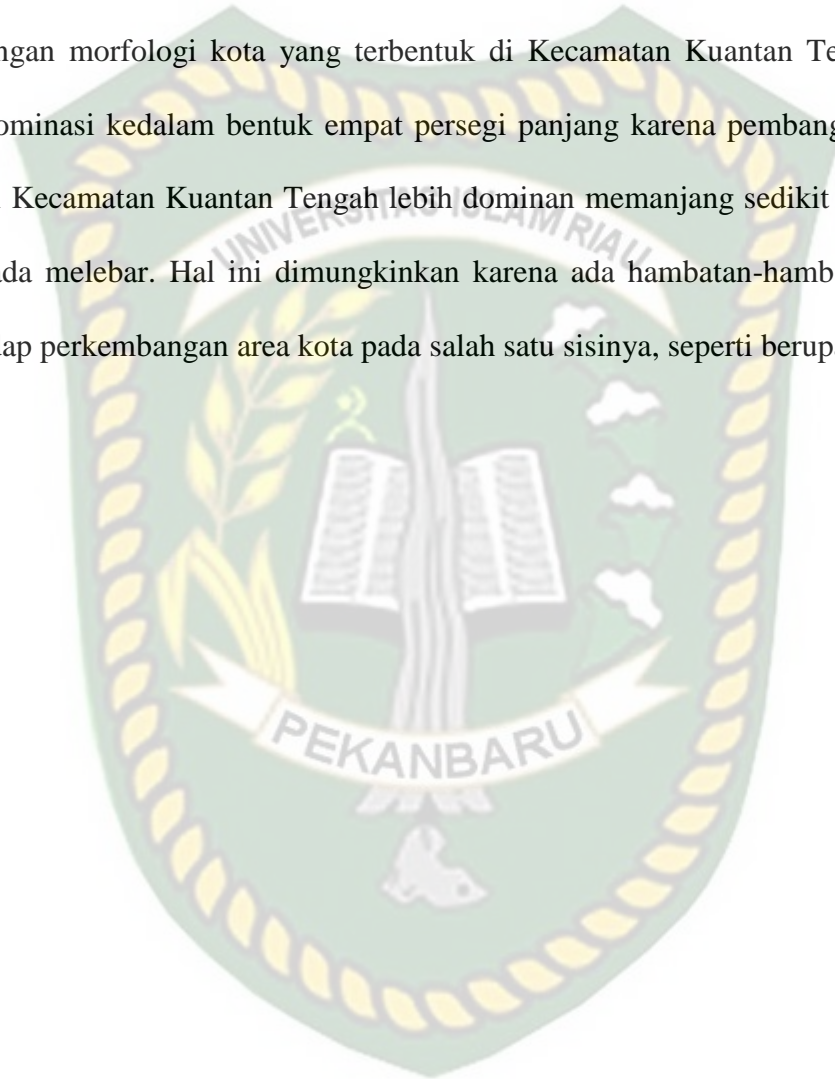 ngan morfologi kota yang terbentuk di Kecamatan Kuantan Te
ominasi kedalam bentuk empat persegi panjang karena pembang
Kecamatan Kuantan Tengah lebih dominan memanjang sedikit
ada melebar. Hal ini dimungkinkan karena ada hambatan-hamb
ap perkembangan area kota pada salah satu sisinya, seperti berup
UNIVERSITAS ISLAM RIAU
PEKANBARU